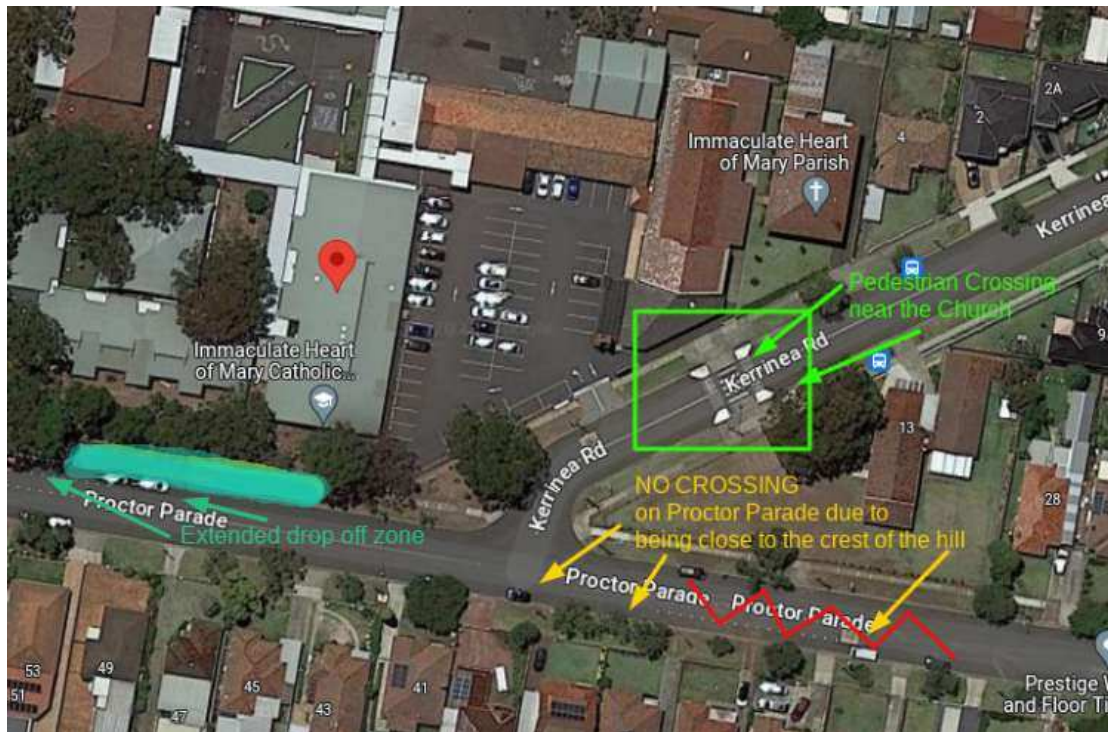 2A
2
4
Immaculate Heart
of Mary Parish
Kerrinea
Pedestrian Crossing
near the Church
Kerrinea Rd
Immaculate Heart
of Mary Catholic...
9
13
Kerrinea Rd
NO CROSSING
on Proctor Parade due to
being close to the crest of the hill
28
Proctor Parade
Extended drop off zone
Proctor Parade
Proctor Parade
53
51
49
47
45
43
41
Prestige
and Floor Ti